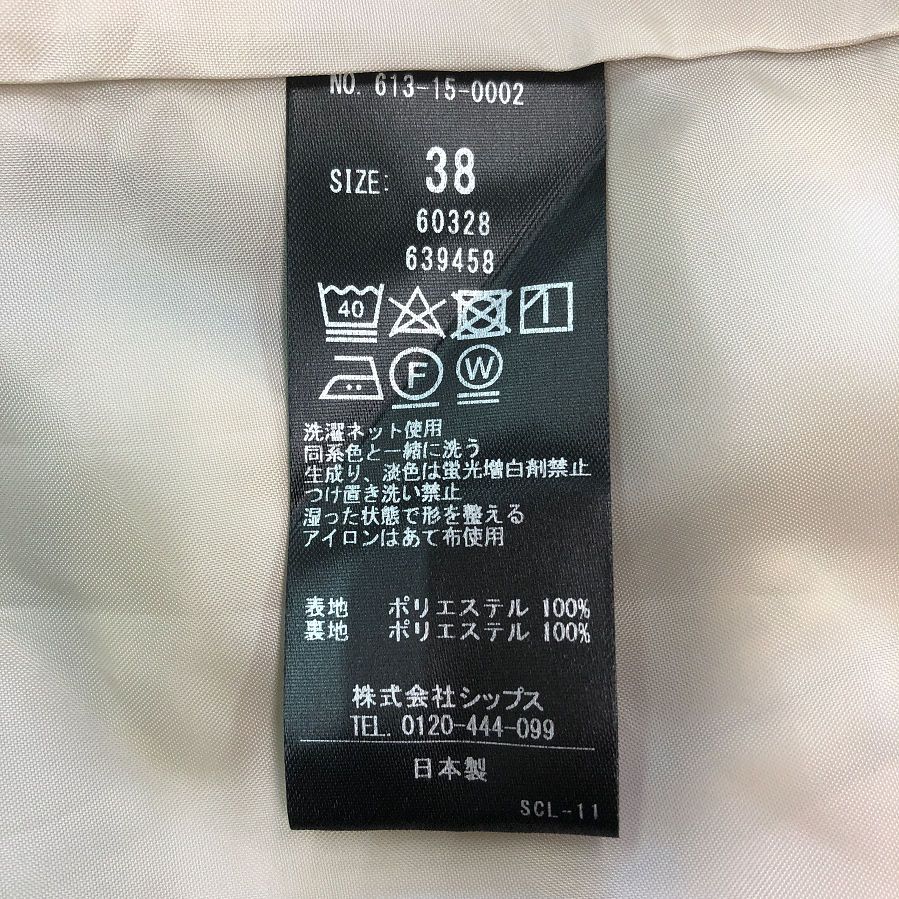 NO. 613-15-0002
SIZE: 38
60328
639458
40
F W
洗濯ネット使用
同系色と一緒に洗う
生成り、淡色は蛍光増白剤禁止
つけ置き洗い禁止
湿った状態で形を整える
アイロンはあて布使用
表地 ポリエステル 100%
裏地 ポリエステル 100%
株式会社シップス
TEL. 0120-444-099
日本製
SCL-11